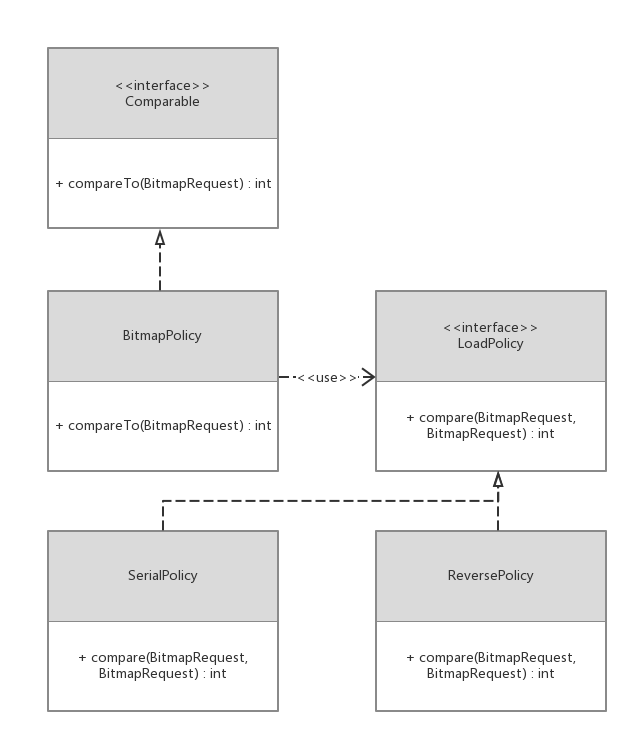 <<interface>>
Comparable
+ compareTo(BitmapRequest) : int
BitmapPolicy
+ compareTo(BitmapRequest) : int
<<use>>
<<interface>>
LoadPolicy
+ compare(BitmapRequest,
BitmapRequest) : int
SerialPolicy
+ compare(BitmapRequest,
BitmapRequest) : int
ReversePolicy
+ compare(BitmapRequest,
BitmapRequest) : int